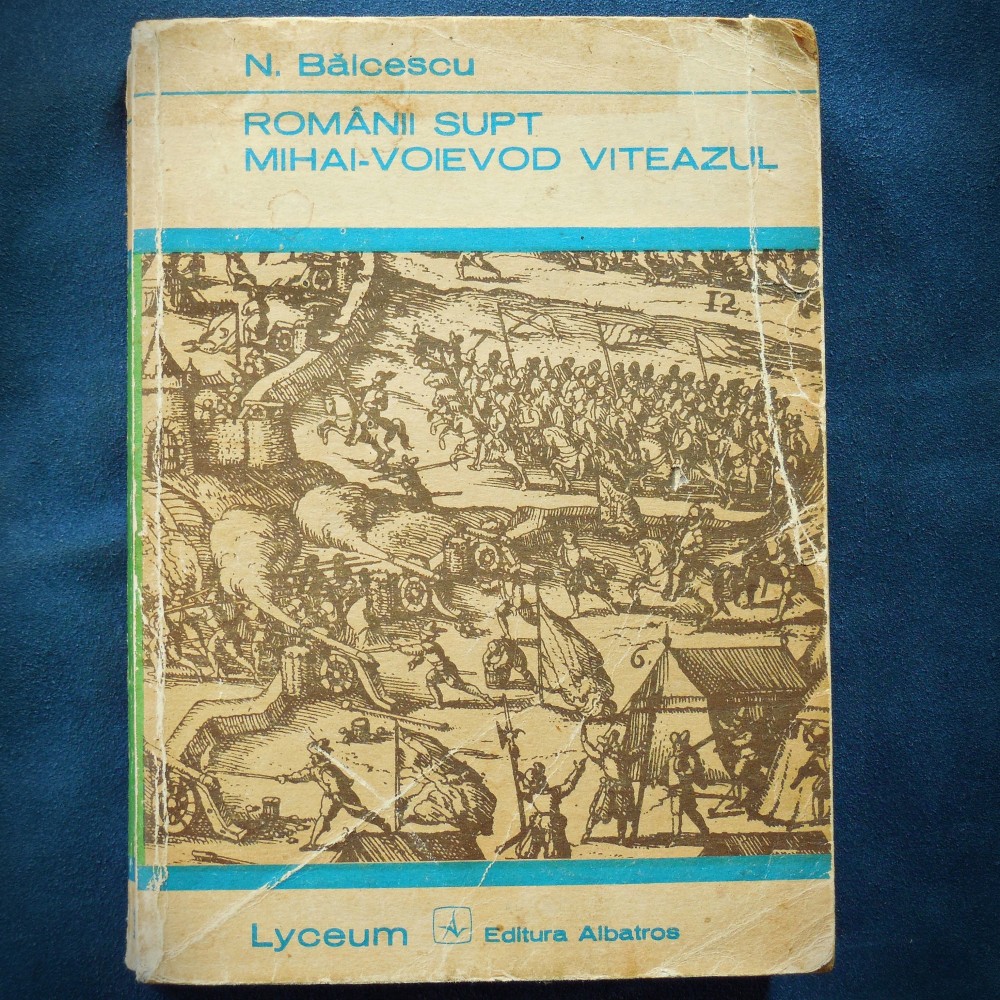 N. Bălcescu
ROMÂNII SUPT
MIHAI-VOIEVOD VITEAZUL
12
6
Lyceum Editura Albatros